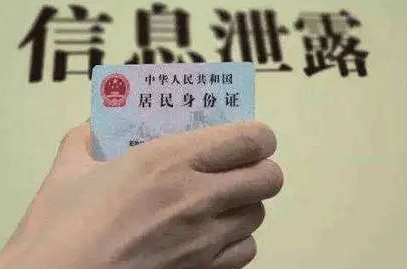 信息泄露
中华人民共和国
居民身份证